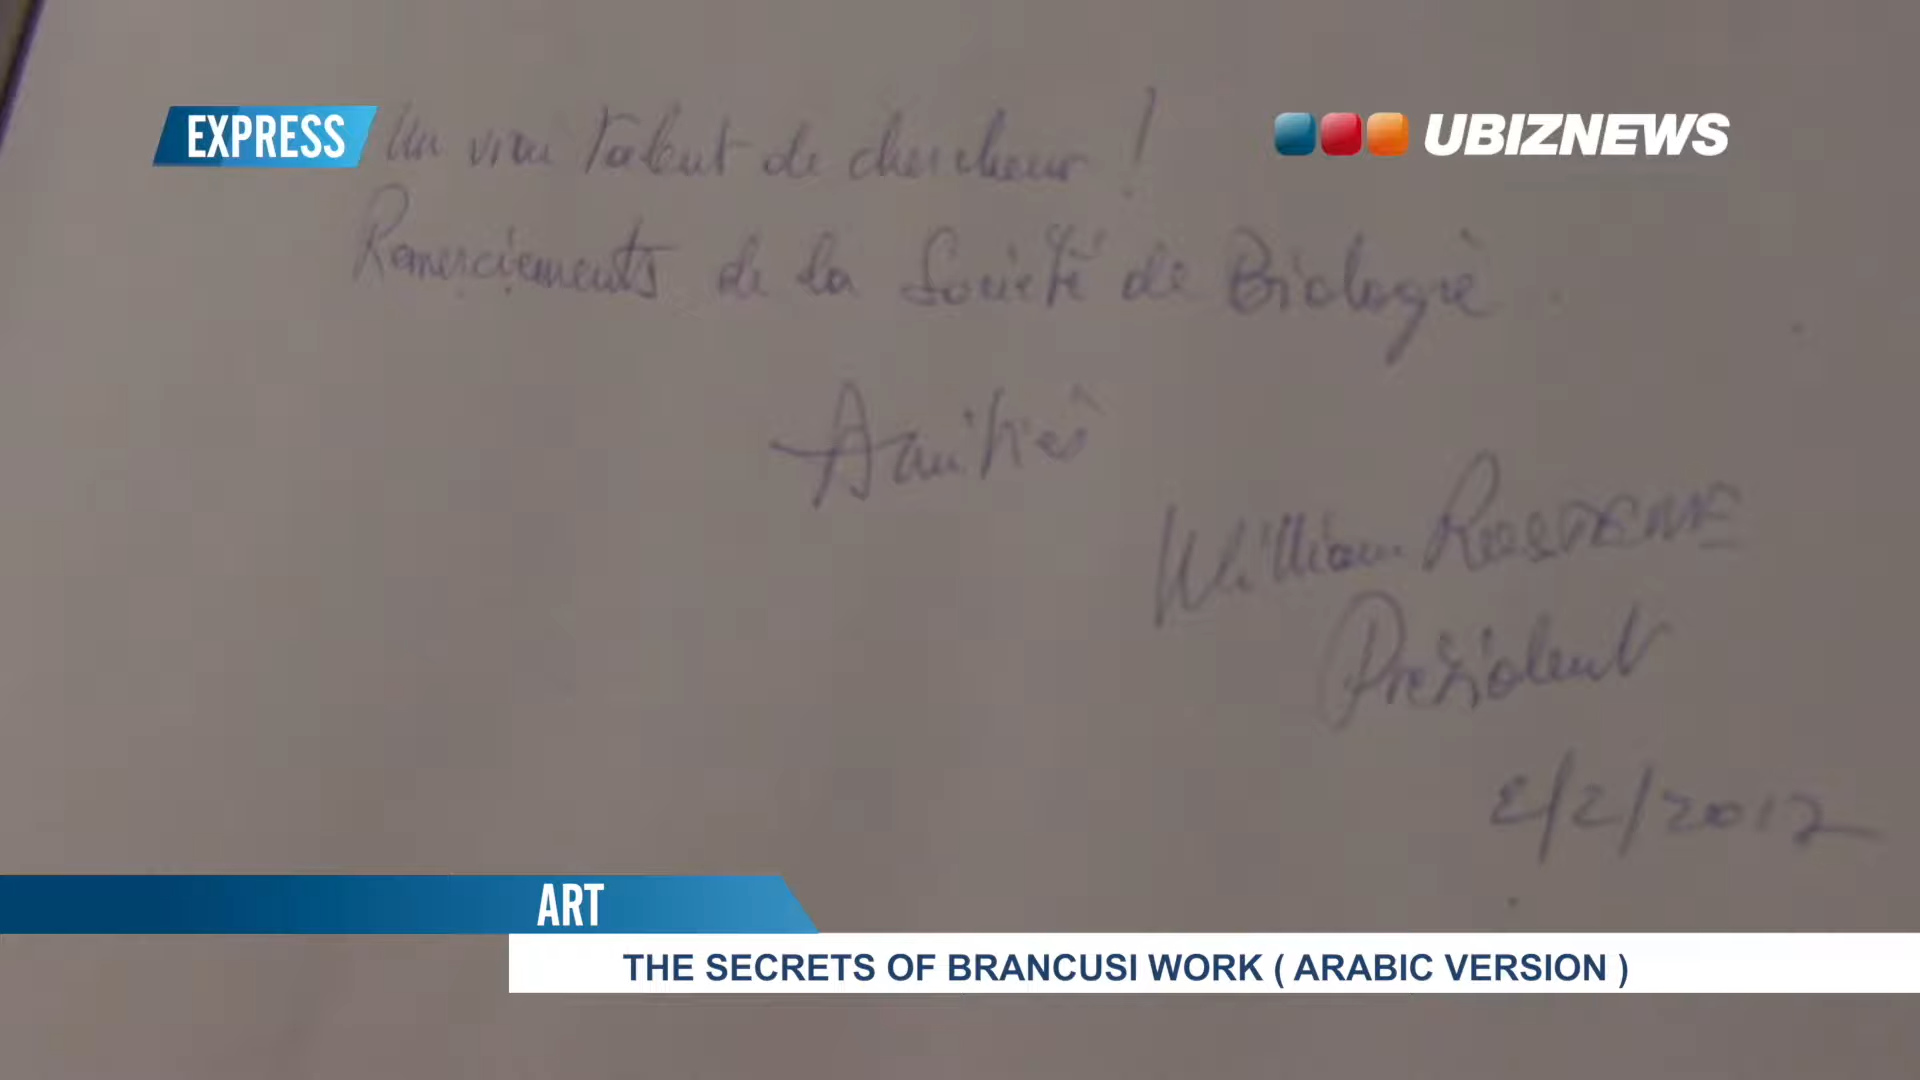 EXPRESS
UBIZNEWS
Un vrai talent de chercheur !
Remerciements de la Société de Biologie.
Amitiés
William
Président
2/2/2012
ART
THE SECRETS OF BRANCUSI WORK ( ARABIC VERSION )